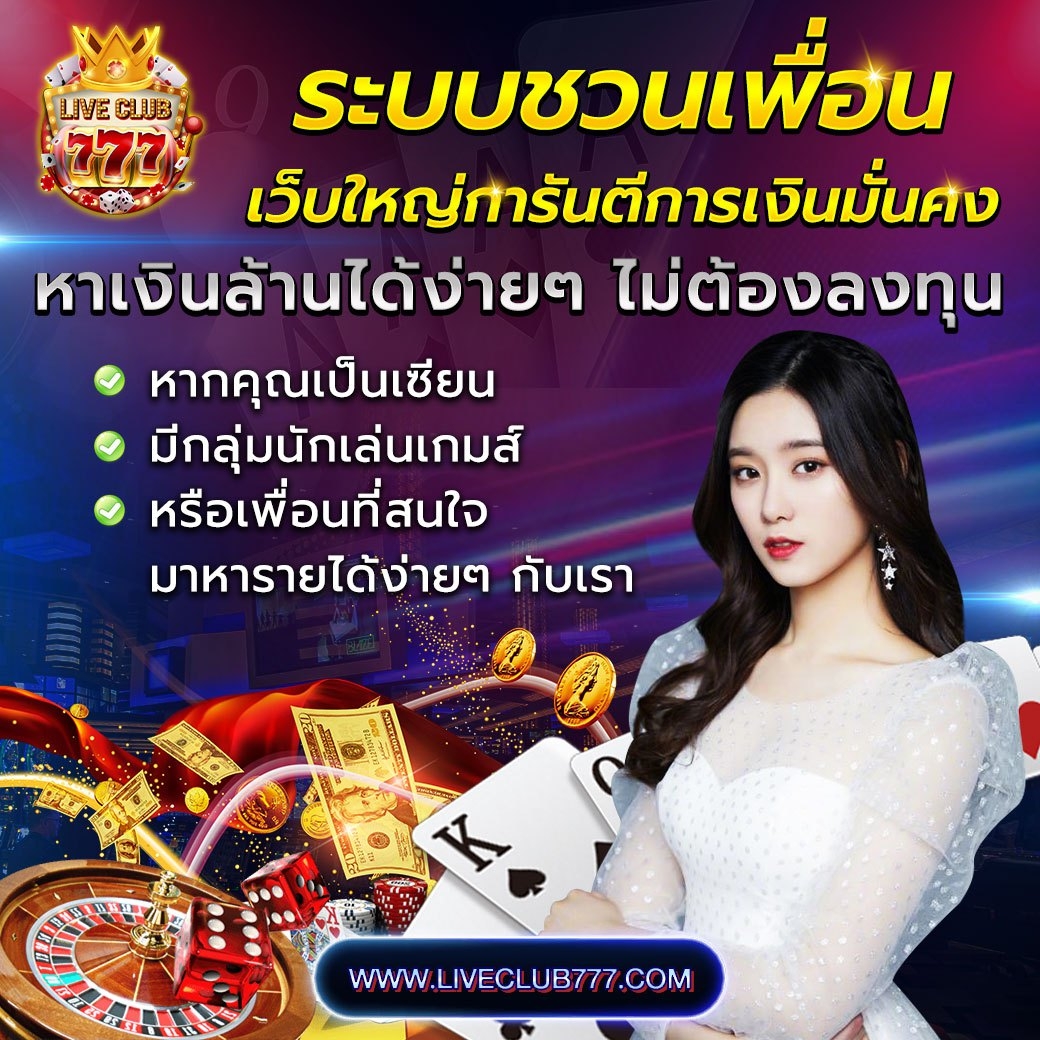 LIVE CLUB
777
ระบบชวนเพื่อน
เว็บใหญ่การันตีการเงินมั่นคง
หาเงินล้านได้ง่ายๆ ไม่ต้องลงทุน
หากคุณเป็นเซียน
มีกลุ่มนักเล่นเกมส์
หรือเพื่อนที่สนใจ
มาหารายได้ง่ายๆ กับเรา
K
WWW.LIVECLUB777.COM